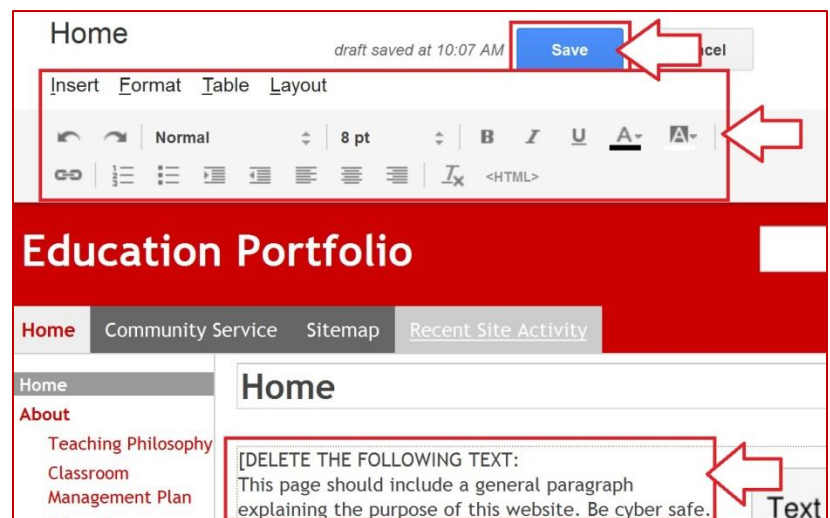 Home
draft saved at 10:07 AM Save
Insert Format Table Layout
Normal 8 pt B I U A A
<HTML>
Education Portfolio
Home Community Service Sitemap Recent Site Activity
Home
Home
About
Teaching Philosophy
Classroom
Management Plan
[DELETE THE FOLLOWING TEXT:
This page should include a general paragraph
explaining the purpose of this website. Be cyber safe.
Text